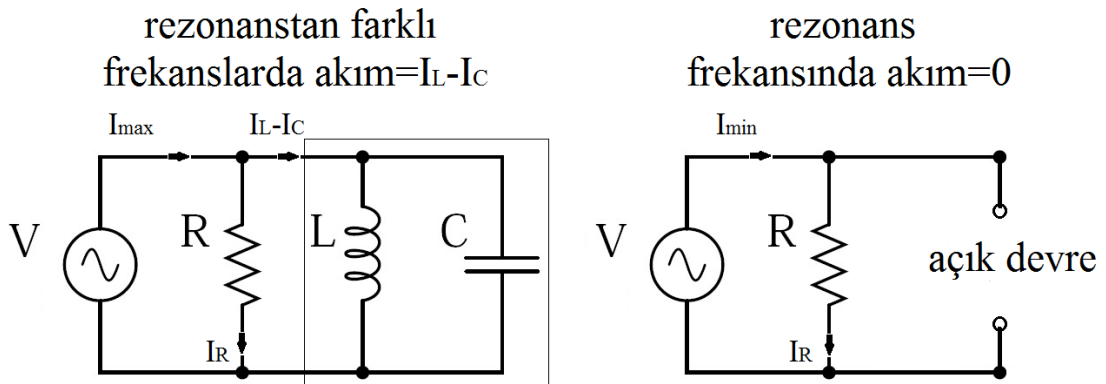 rezonanstan farklı
frekanslarda akım=IL-IC
Imax
IL-IC
V
R
L
C
IR
rezonans
frekansında akım=0
Imin
V
R
açık devre
IR